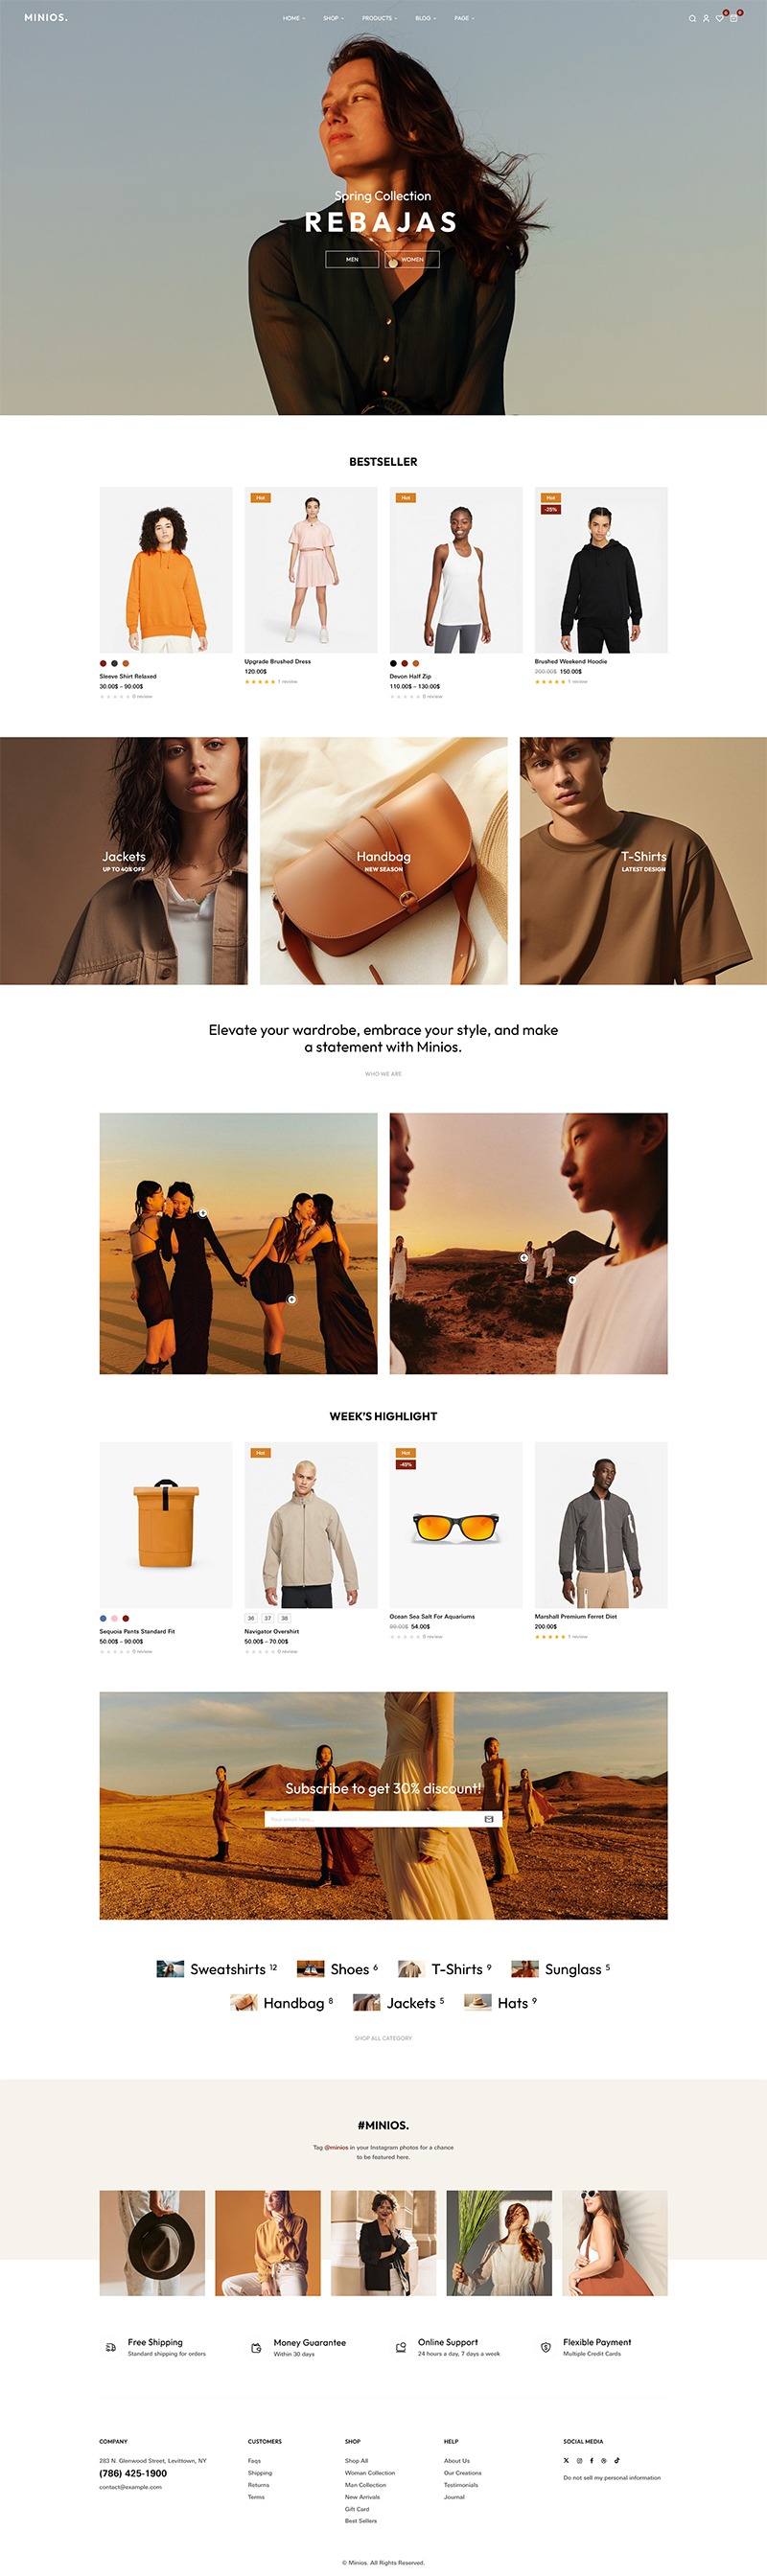 MINIOS.
HOME
SHOP
PRODUCTS
BLOG
PAGE
0
0
Spring Collection
REBAJAS
MEN
WOMEN
BESTSELLER
Hot
Hot
Hot
-25%
Sleeve Shirt Relaxed
30.00$ – 90.00$
0 review
Upgrade Brushed Dress
120.00$
1 review
Devon Half Zip
110.00$ – 130.00$
0 review
Brushed Weekend Hoodie
200.00$ 150.00$
1 review
Jackets
UP TO 40% OFF
Handbag
NEW SEASON
T-Shirts
LATEST DESIGN
Elevate your wardrobe, embrace your style, and make
a statement with Minios.
WHO WE ARE
WEEK'S HIGHLIGHT
Hot
Hot
-45%
Sequoia Pants Standard Fit
50.00$ – 90.00$
0 review
36 37 38
Navigator Overshirt
50.00$ – 70.00$
0 review
Ocean Sea Salt For Aquariums
99.00$ 54.00$
0 review
Marshall Premium Ferret Diet
200.00$
1 review
Subscribe to get 30% discount!
Your email here...
Sweatshirts 12
Shoes 6
T-Shirts 9
Sunglass 5
Handbag 8
Jackets 5
Hats 9
SHOP ALL CATEGORY
#MINIOS.
Tag @minios in your Instagram photos for a chance
to be featured here.
Free Shipping
Standard shipping for orders
Money Guarantee
Within 30 days
Online Support
24 hours a day, 7 days a week
Flexible Payment
Multiple Credit Cards
COMPANY
283 N. Glenwood Street, Levittown, NY
(786) 425-1900
contact@example.com
CUSTOMERS
Faqs
Shipping
Returns
Terms
SHOP
Shop All
Woman Collection
Man Collection
New Arrivals
Gift Card
Best Sellers
HELP
About Us
Our Creations
Testimonials
Journal
SOCIAL MEDIA
Do not sell my personal information
© Minios. All Rights Reserved.